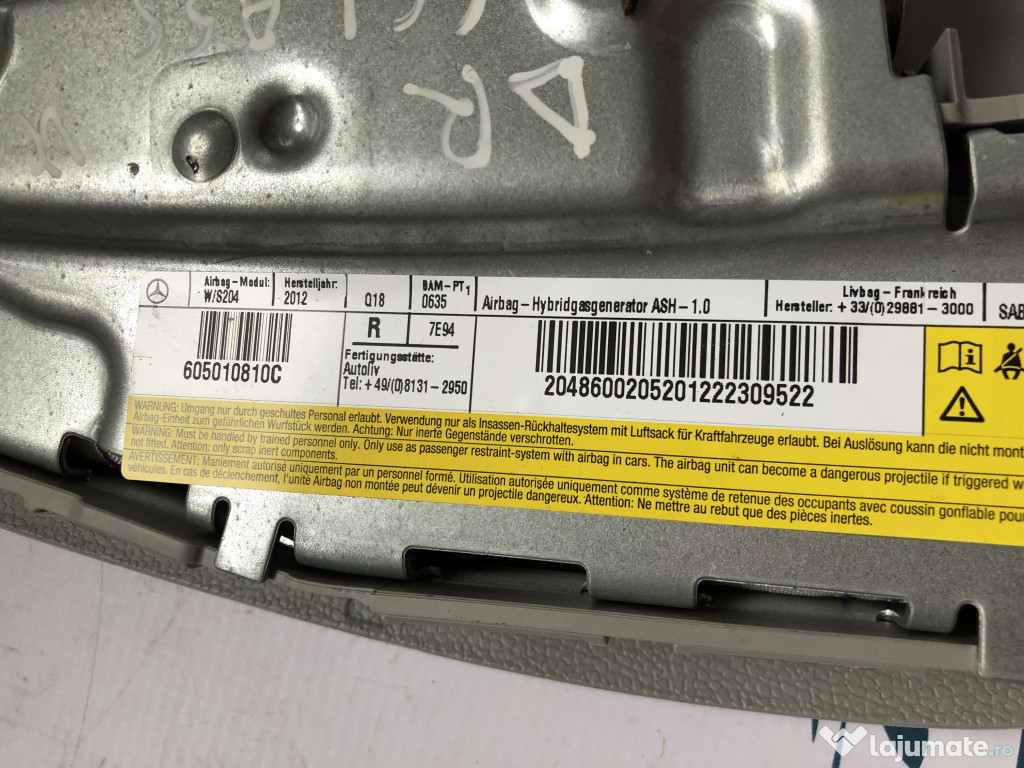 DR
Airbag-Modul: W/S204
Herstelljahr: 2012
Q18
BAM-PT1 0635
Airbag-Hybridgasgenerator ASH-1.0
Livbag-Frankreich
Hersteller: +33/(0)29881-3000
SAB
605010810C
R
7E94
Fertigungsstätte:
Autoliv
Tel: +49/(0)8131-2950
2048600205201222309522
WARNUNG: Umgang nur durch geschultes Personal erlaubt. Verwendung nur als Insassen-Rückhaltesystem mit Luftsack für Kraftfahrzeuge erlaubt. Bei Auslösung kann die nicht mont
Airbag-Einheit zum gefährlichen Wurfstück werden. Achtung: Nur inerte Gegenstände verschrotten.
WARNING: Must be handled by trained personnel only. Only use as passenger restraint-system with airbag in cars. The airbag unit can become a dangerous projectile if triggered w
not fitted. Attention: only scrap inert components.
AVERTISSEMENT: Maniement autorisé uniquement par un personnel formé. Utilisation autorisée uniquement comme système de retenue des occupants avec coussin gonflable pou
véhicules. En cas de déclenchement, l'unité Airbag non montée peut dévenir un projectile dangereux. Attention: Ne mettre au rebut que des pièces inertes.
lajumate.ro